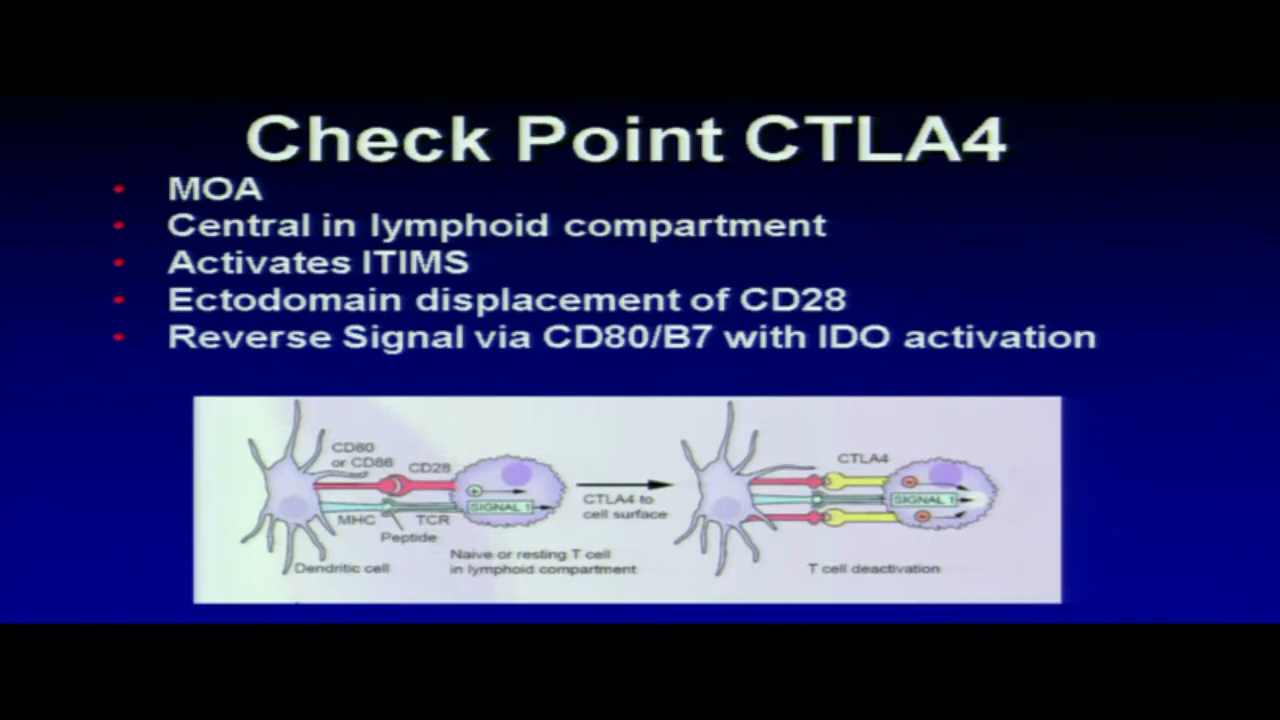 Check Point CTLA4
• MOA
• Central in lymphoid compartment
• Activates ITIMS
• Ectodomain displacement of CD28
• Reverse Signal via CD80/B7 with IDO activation
CD80
or CD86
CD28
+
SIGNAL 1
MHC
TCR
Peptide
Dendritic cell
Naive or resting T cell
in lymphoid compartment
CTLA4 to
cell surface
CTLA4
SIGNAL 1
T cell deactivation